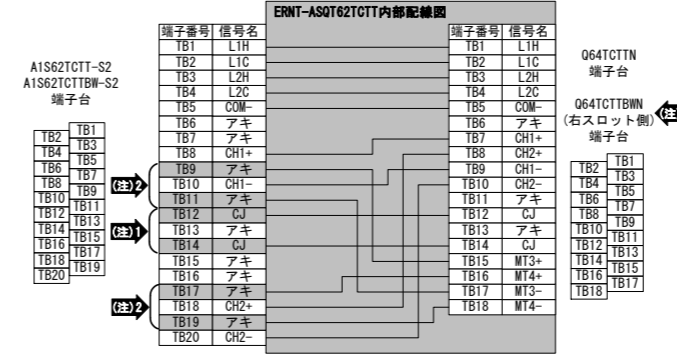 ERNT-ASQT62TCTT内部配線図
A1S62TCTT-S2
A1S62TCTTBW-S2
端子台
TB2 TB1
TB4 TB3
TB6 TB5
TB8 TB7
TB10 TB9
TB12 TB11
TB14 TB13
TB16 TB15
TB18 TB17
TB20 TB19
(注)2
(注)1
(注)2
端子番号 信号名
TB1 L1H
TB2 L1C
TB3 L2H
TB4 L2C
TB5 COM-
TB6 アキ
TB7 アキ
TB8 CH1+
TB9 アキ
TB10 CH1-
TB11 アキ
TB12 CJ
TB13 アキ
TB14 CJ
TB15 アキ
TB16 アキ
TB17 アキ
TB18 CH2+
TB19 アキ
TB20 CH2-
端子番号 信号名
TB1 L1H
TB2 L1C
TB3 L2H
TB4 L2C
TB5 COM-
TB6 アキ
TB7 CH1+
TB8 CH2+
TB9 CH1-
TB10 CH2-
TB11 アキ
TB12 CJ
TB13 アキ
TB14 CJ
TB15 MT3+
TB16 MT4+
TB17 MT3-
TB18 MT4-
Q64TCTTN
端子台
Q64TCTTBWN
(右スロット側)
端子台
(注
TB2 TB1
TB4 TB3
TB6 TB5
TB8 TB7
TB10 TB9
TB12 TB11
TB14 TB13
TB16 TB15
TB18 TB17